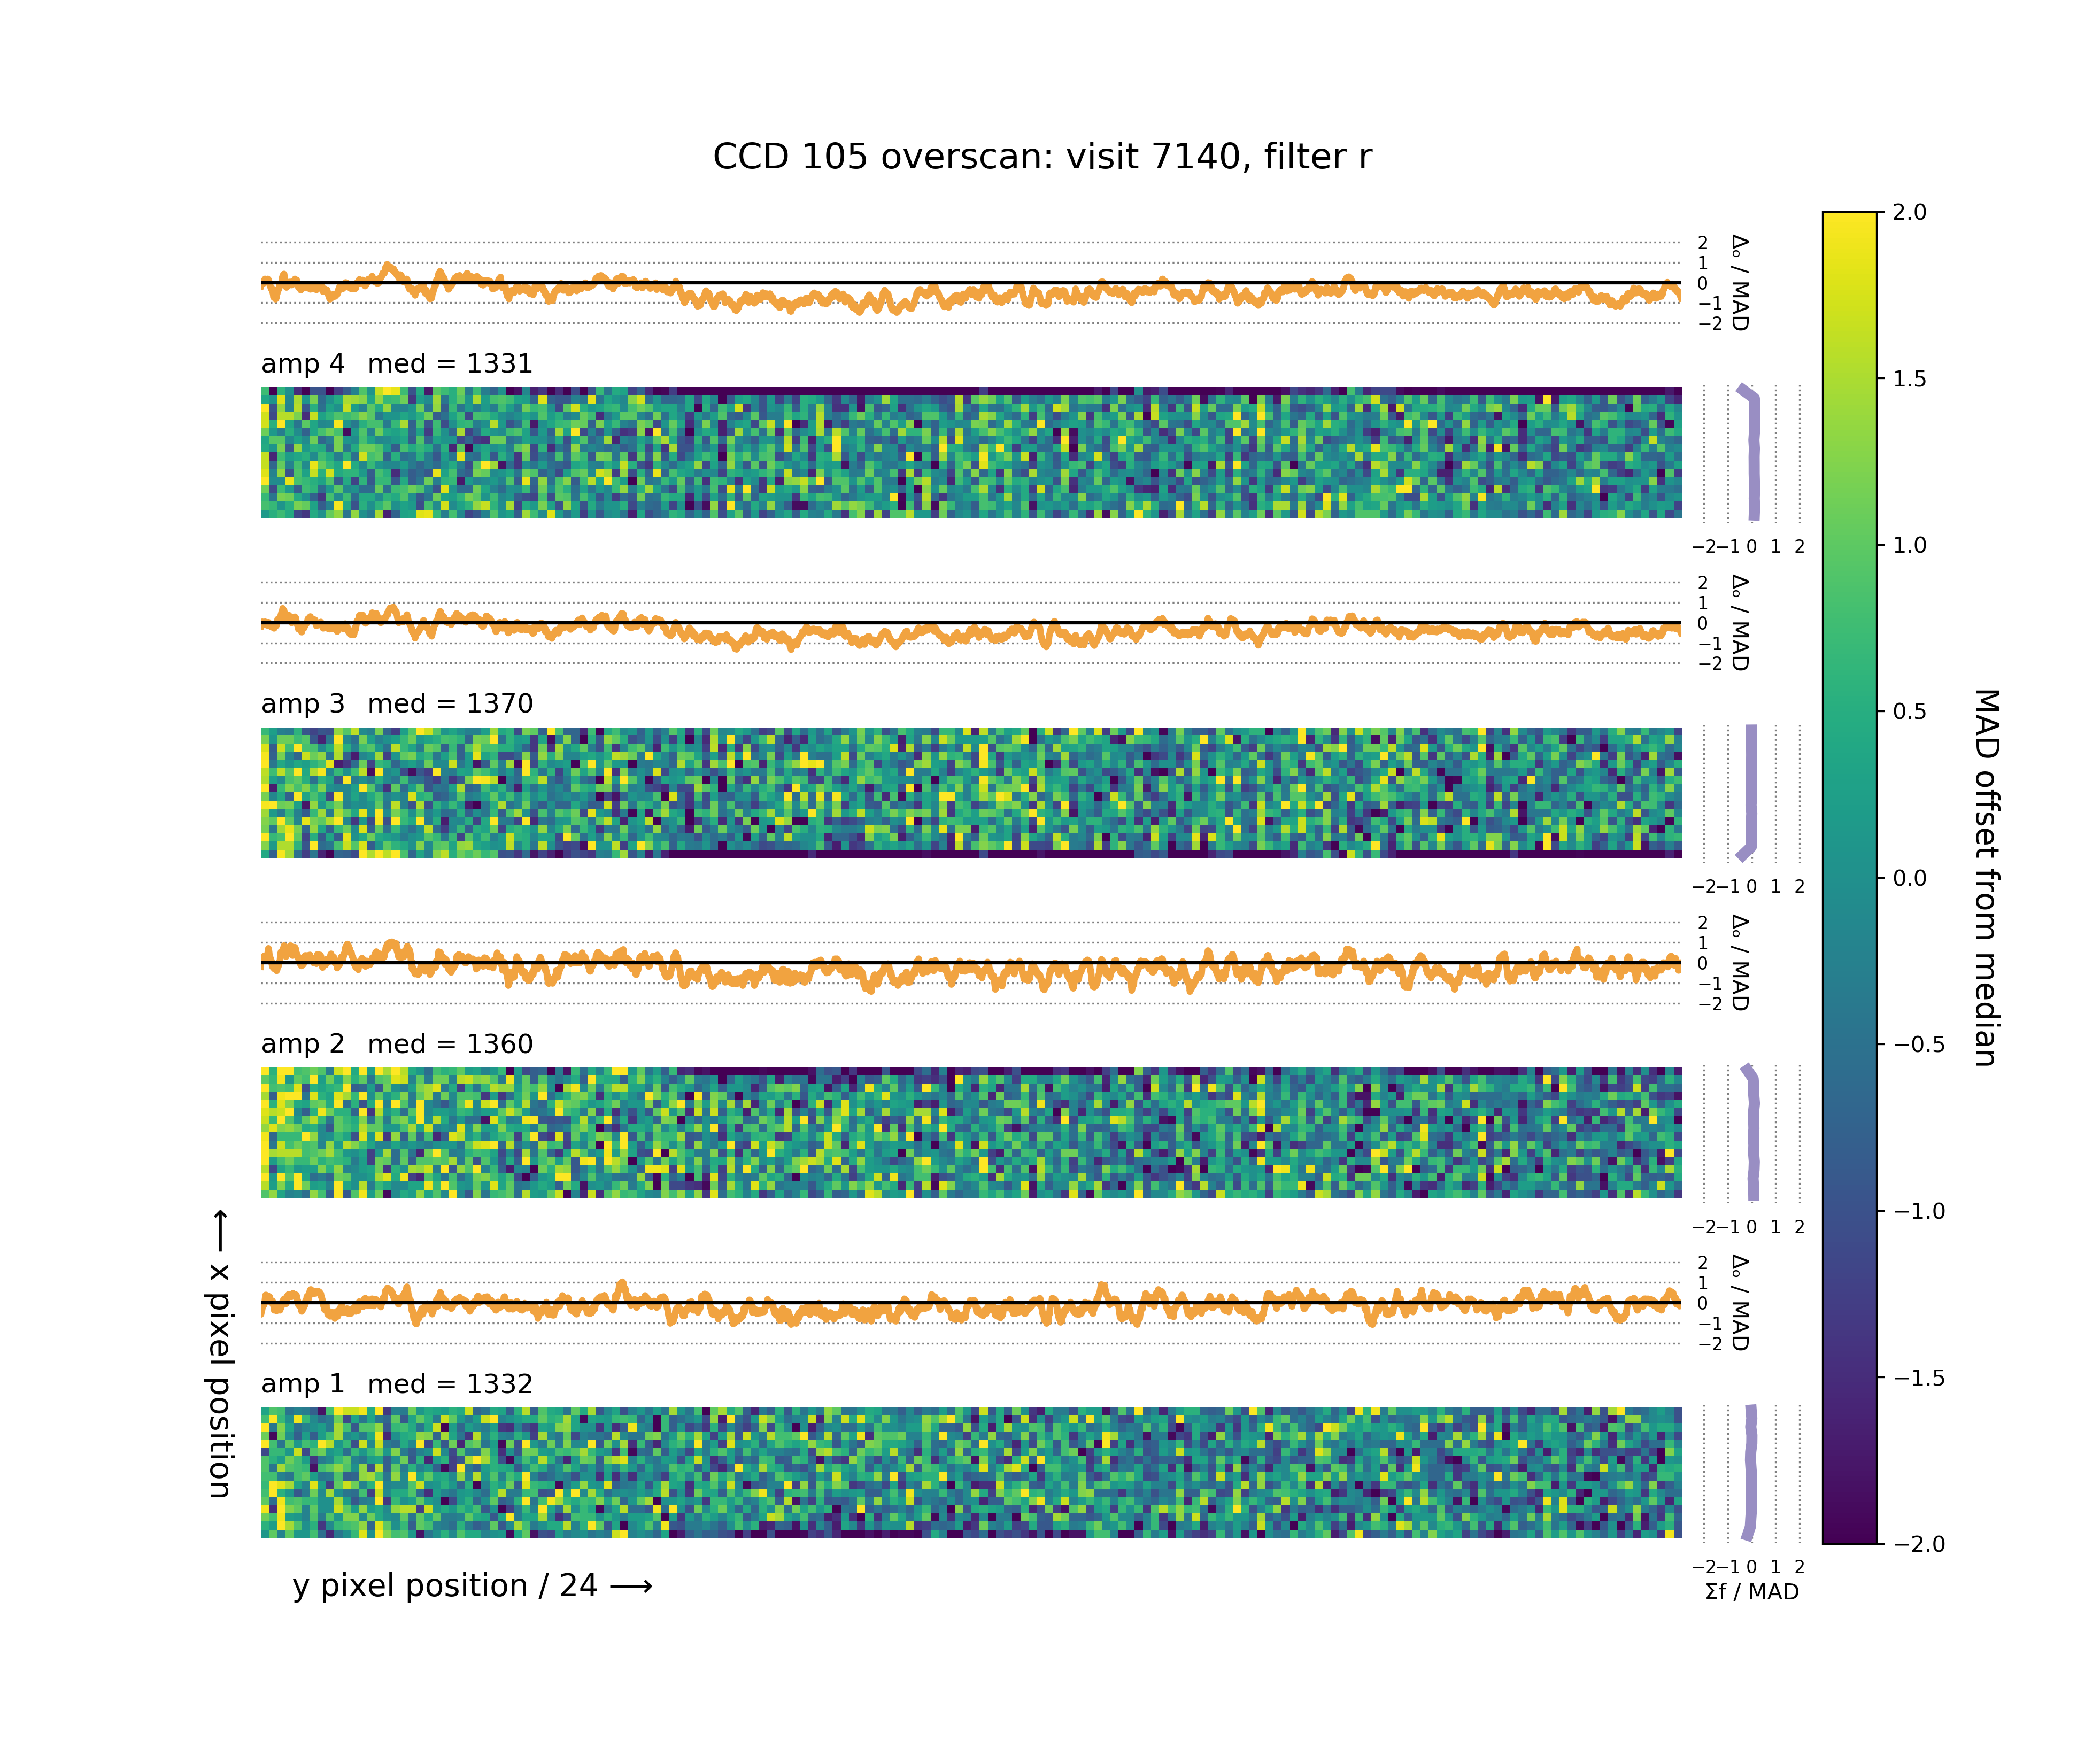 CCD 105 overscan: visit 7140, filter r
2
1
0
−1
−2
Δₒ / MAD
amp 4 med = 1331
−2 −1 0 1 2
2
1
0
−1
−2
Δₒ / MAD
amp 3 med = 1370
−2 −1 0 1 2
2
1
0
−1
−2
Δₒ / MAD
amp 2 med = 1360
−2 −1 0 1 2
2
1
0
−1
−2
Δₒ / MAD
amp 1 med = 1332
−2 −1 0 1 2
Σf / MAD
y pixel position / 24 ⟶
⟵ x pixel position
2.0
1.5
1.0
0.5
0.0
−0.5
−1.0
−1.5
−2.0
MAD offset from median